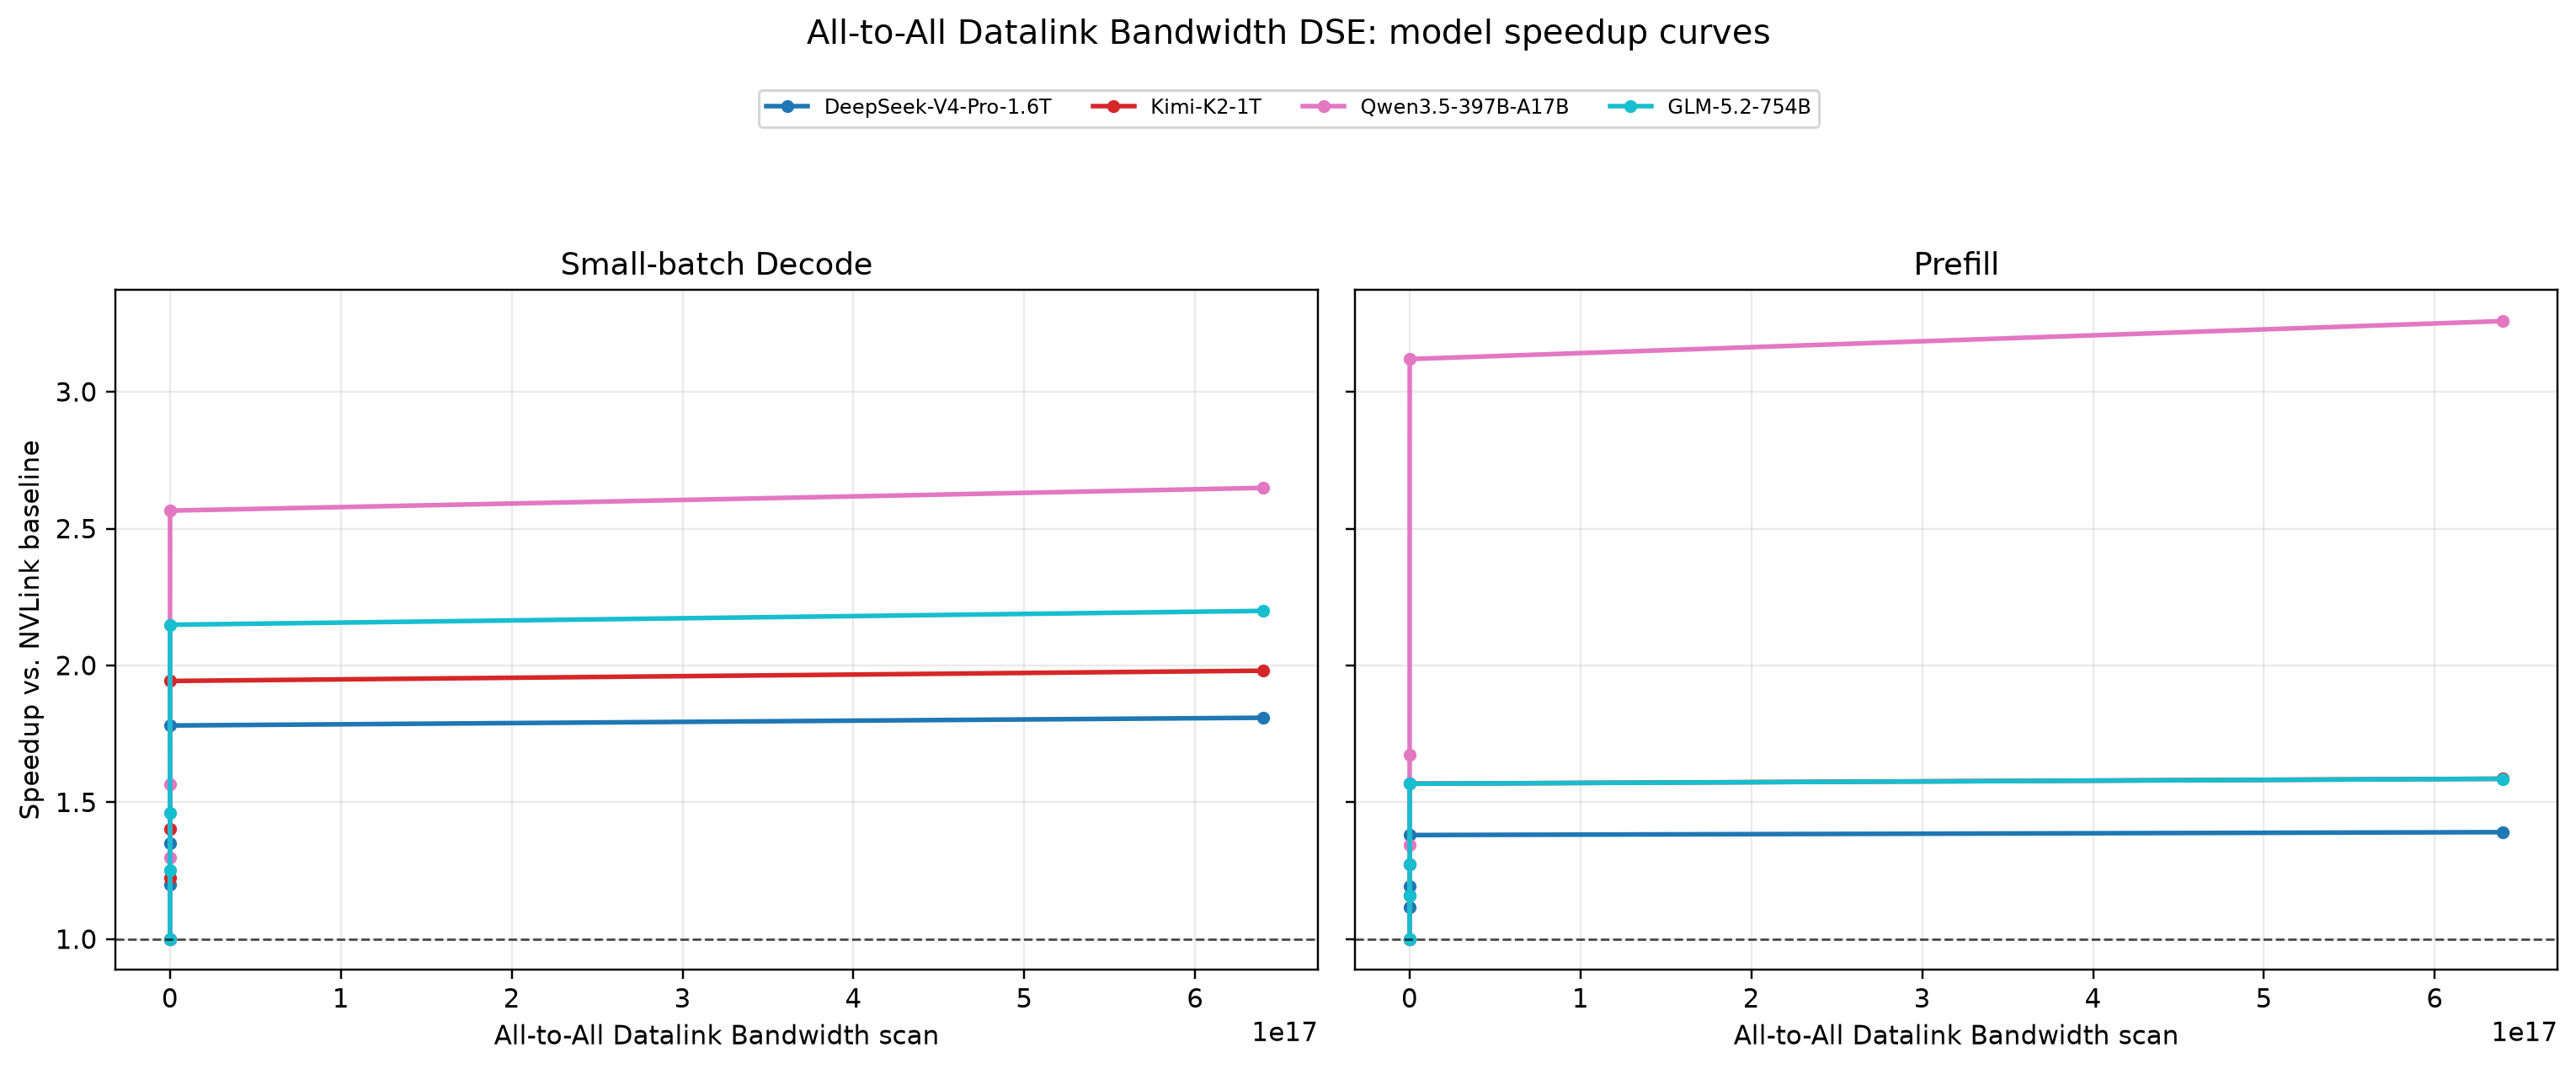 All-to-All Datalink Bandwidth DSE: model speedup curves
DeepSeek-V4-Pro-1.6T
Kimi-K2-1T
Qwen3.5-397B-A17B
GLM-5.2-754B
Small-batch Decode
Prefill
Speedup vs. NVLink baseline
3.0
2.5
2.0
1.5
1.0
0 1 2 3 4 5 6
1e17
All-to-All Datalink Bandwidth scan
0 1 2 3 4 5 6
1e17
All-to-All Datalink Bandwidth scan